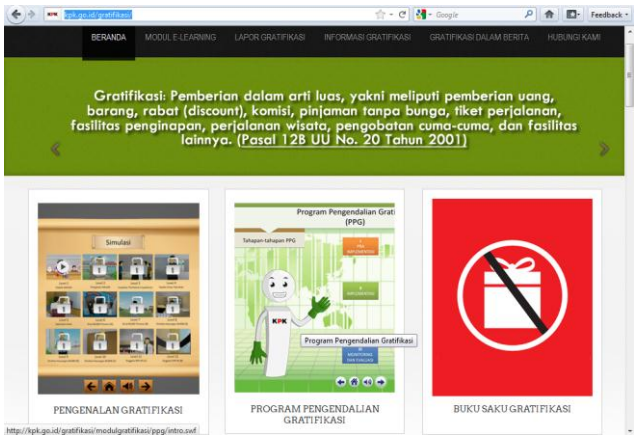 kpk.go.id/gratifikasi/
Google
Feedback
BERANDA
MODUL E-LEARNING
LAPOR GRATIFIKASI
INFORMASI GRATIFIKASI
GRATIFIKASI DALAM BERITA
HUBUNGI KAMI
Gratifikasi: Pemberian dalam arti luas, yakni meliputi pemberian uang,
barang, rabat (discount), komisi, pinjaman tanpa bunga, tiket perjalanan,
fasilitas penginapan, perjalanan wisata, pengobatan cuma-cuma, dan fasilitas
lainnya. (Pasal 12B UU No. 20 Tahun 2001)
Simulasi
Program Pengendalian Grati
(PPG)
Tahapan-tahapan PPG
KPK
Program Pengendalian Gratifikasi
PENGENALAN GRATIFIKASI
PROGRAM PENGENDALIAN
GRATIFIKASI
BUKU SAKU GRATIFIKASI
http://kpk.go.id/gratifikasi/modulgratifikasi/ppg/intro.swf